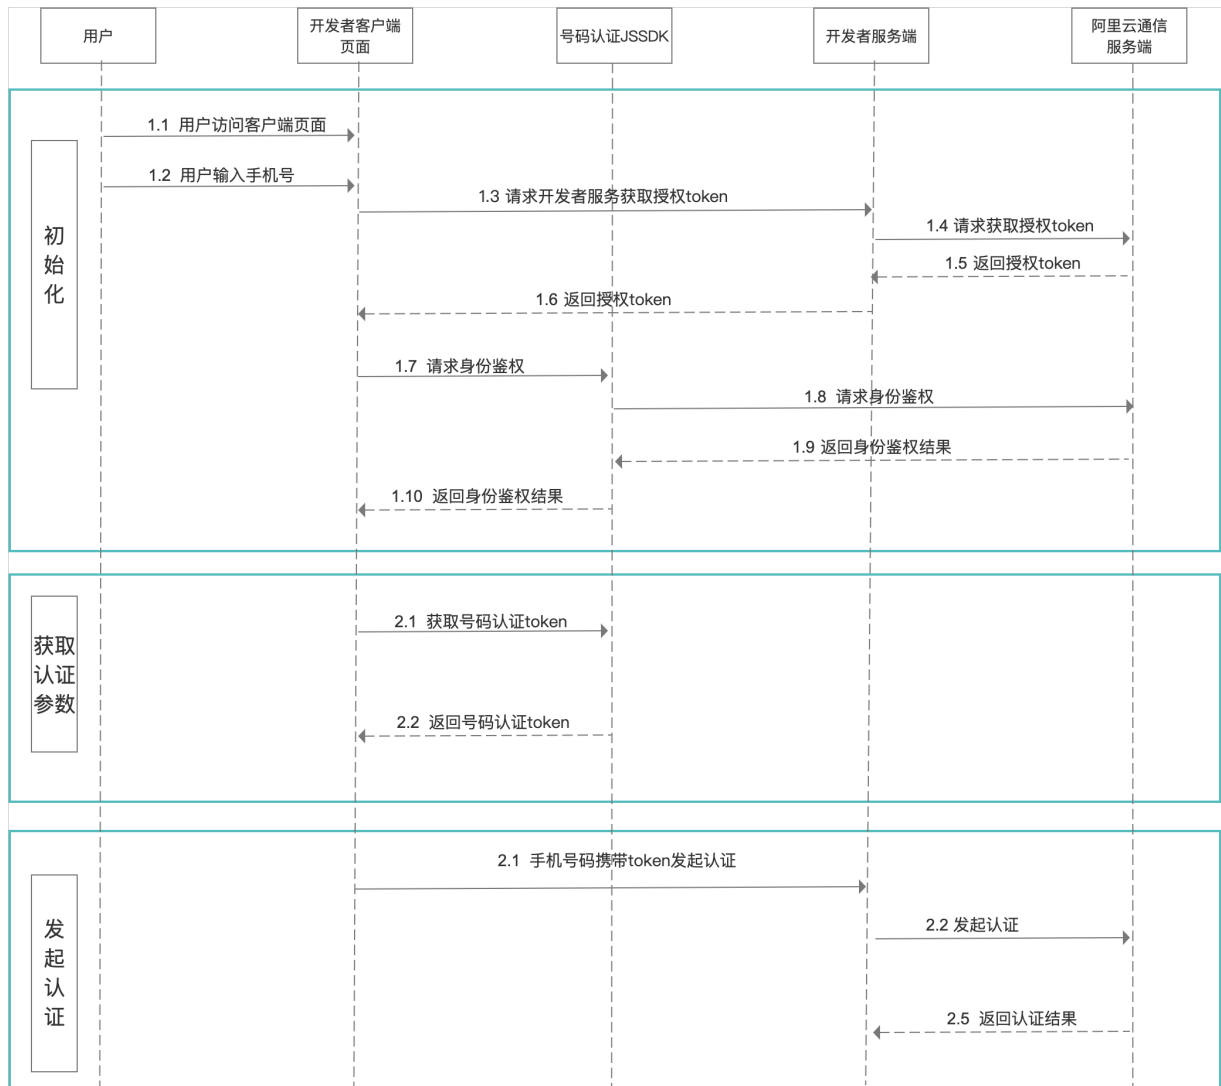 用户
开发者客户端
页面
号码认证JSSDK
开发者服务端
阿里云通信
服务端
初
始
化
1.1 用户访问客户端页面
1.2 用户输入手机号
1.3 请求开发者服务获取授权token
1.4 请求获取授权token
1.5 返回授权token
1.6 返回授权token
1.7 请求身份鉴权
1.8 请求身份鉴权
1.9 返回身份鉴权结果
1.10 返回身份鉴权结果
获取
认证
参数
2.1 获取号码认证token
2.2 返回号码认证token
发
起
认
证
2.1 手机号码携带token发起认证
2.2 发起认证
2.5 返回认证结果